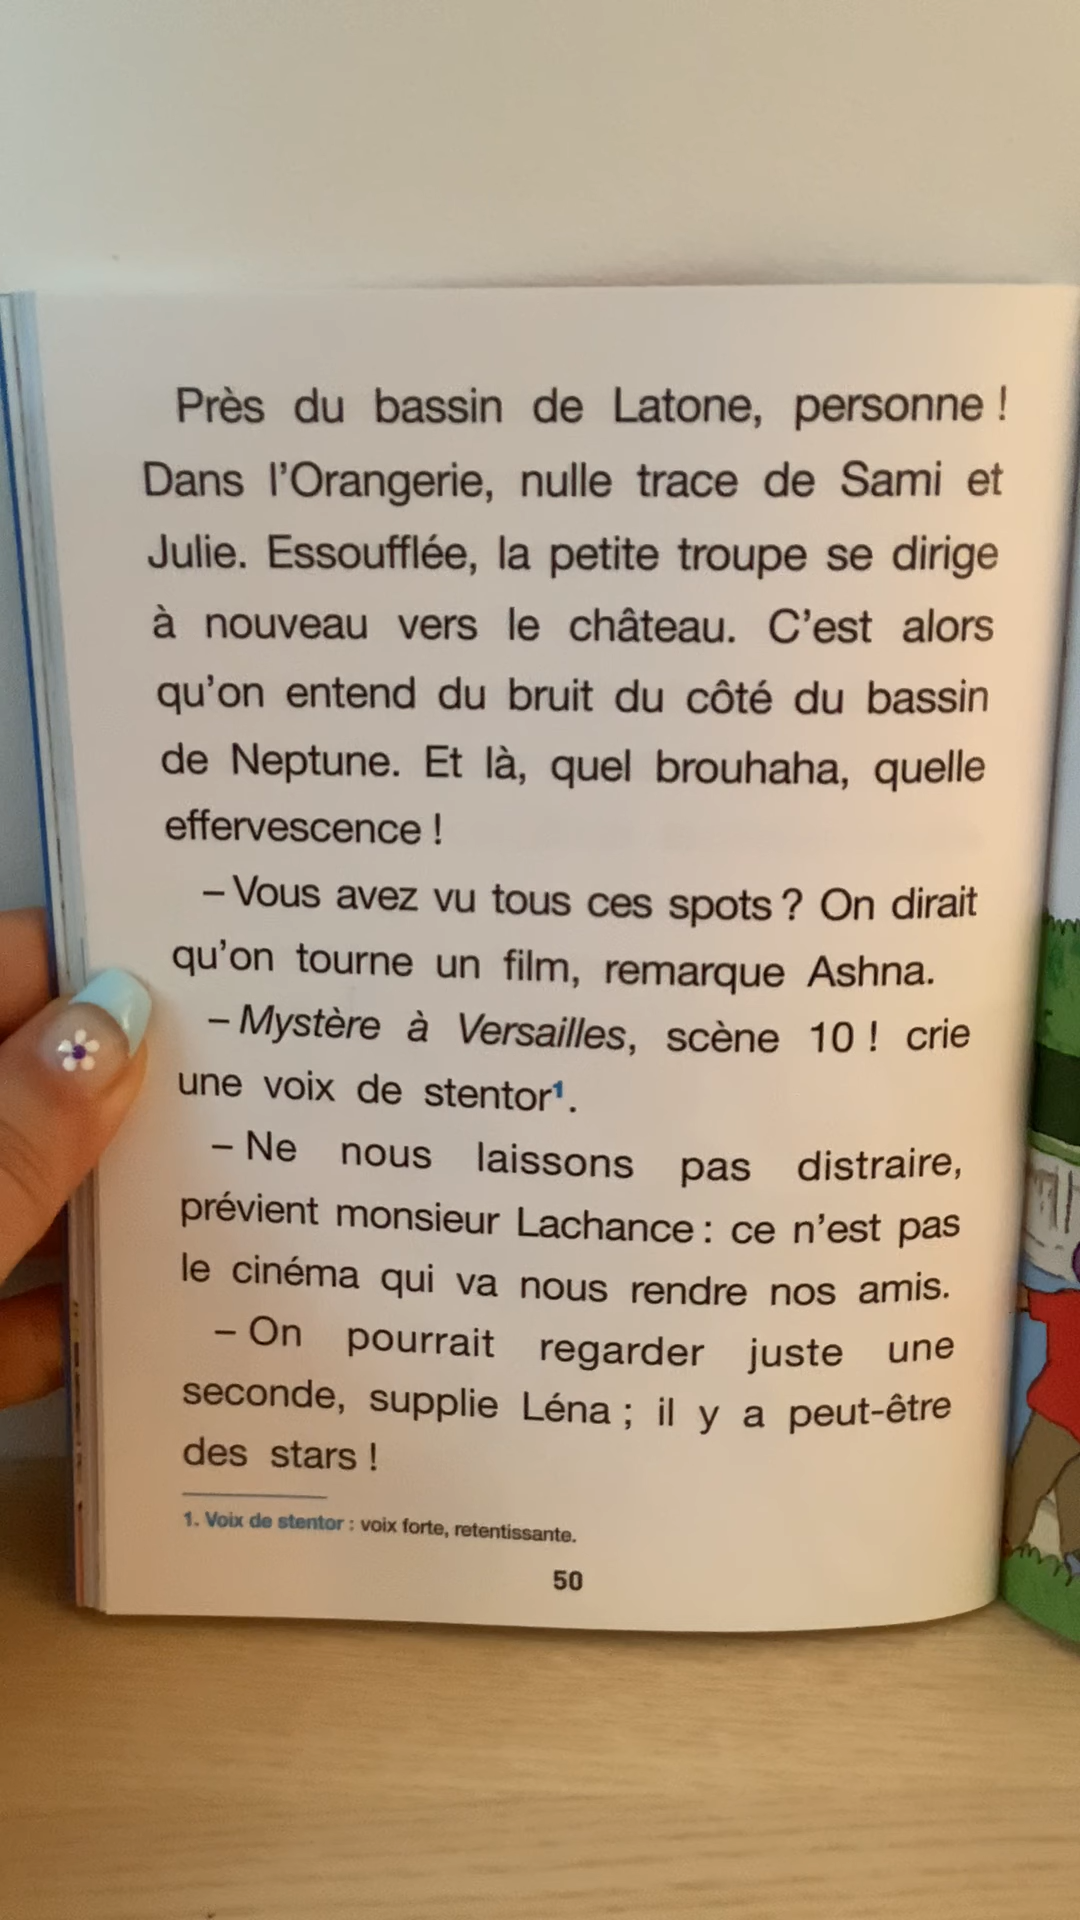 Près du bassin de Latone, personne !
Dans l'Orangerie, nulle trace de Sami et
Julie. Essoufflée, la petite troupe se dirige
à nouveau vers le château. C'est alors
qu'on entend du bruit du côté du bassin
de Neptune. Et là, quel brouhaha, quelle
effervescence !
– Vous avez vu tous ces spots ? On dirait
qu'on tourne un film, remarque Ashna.
– Mystère à Versailles, scène 10 ! crie
une voix de stentor¹.
– Ne nous laissons pas distraire,
prévient monsieur Lachance : ce n'est pas
le cinéma qui va nous rendre nos amis.
– On pourrait regarder juste une
seconde, supplie Léna ; il y a peut-être
des stars !
1. Voix de stentor : voix forte, retentissante.
50